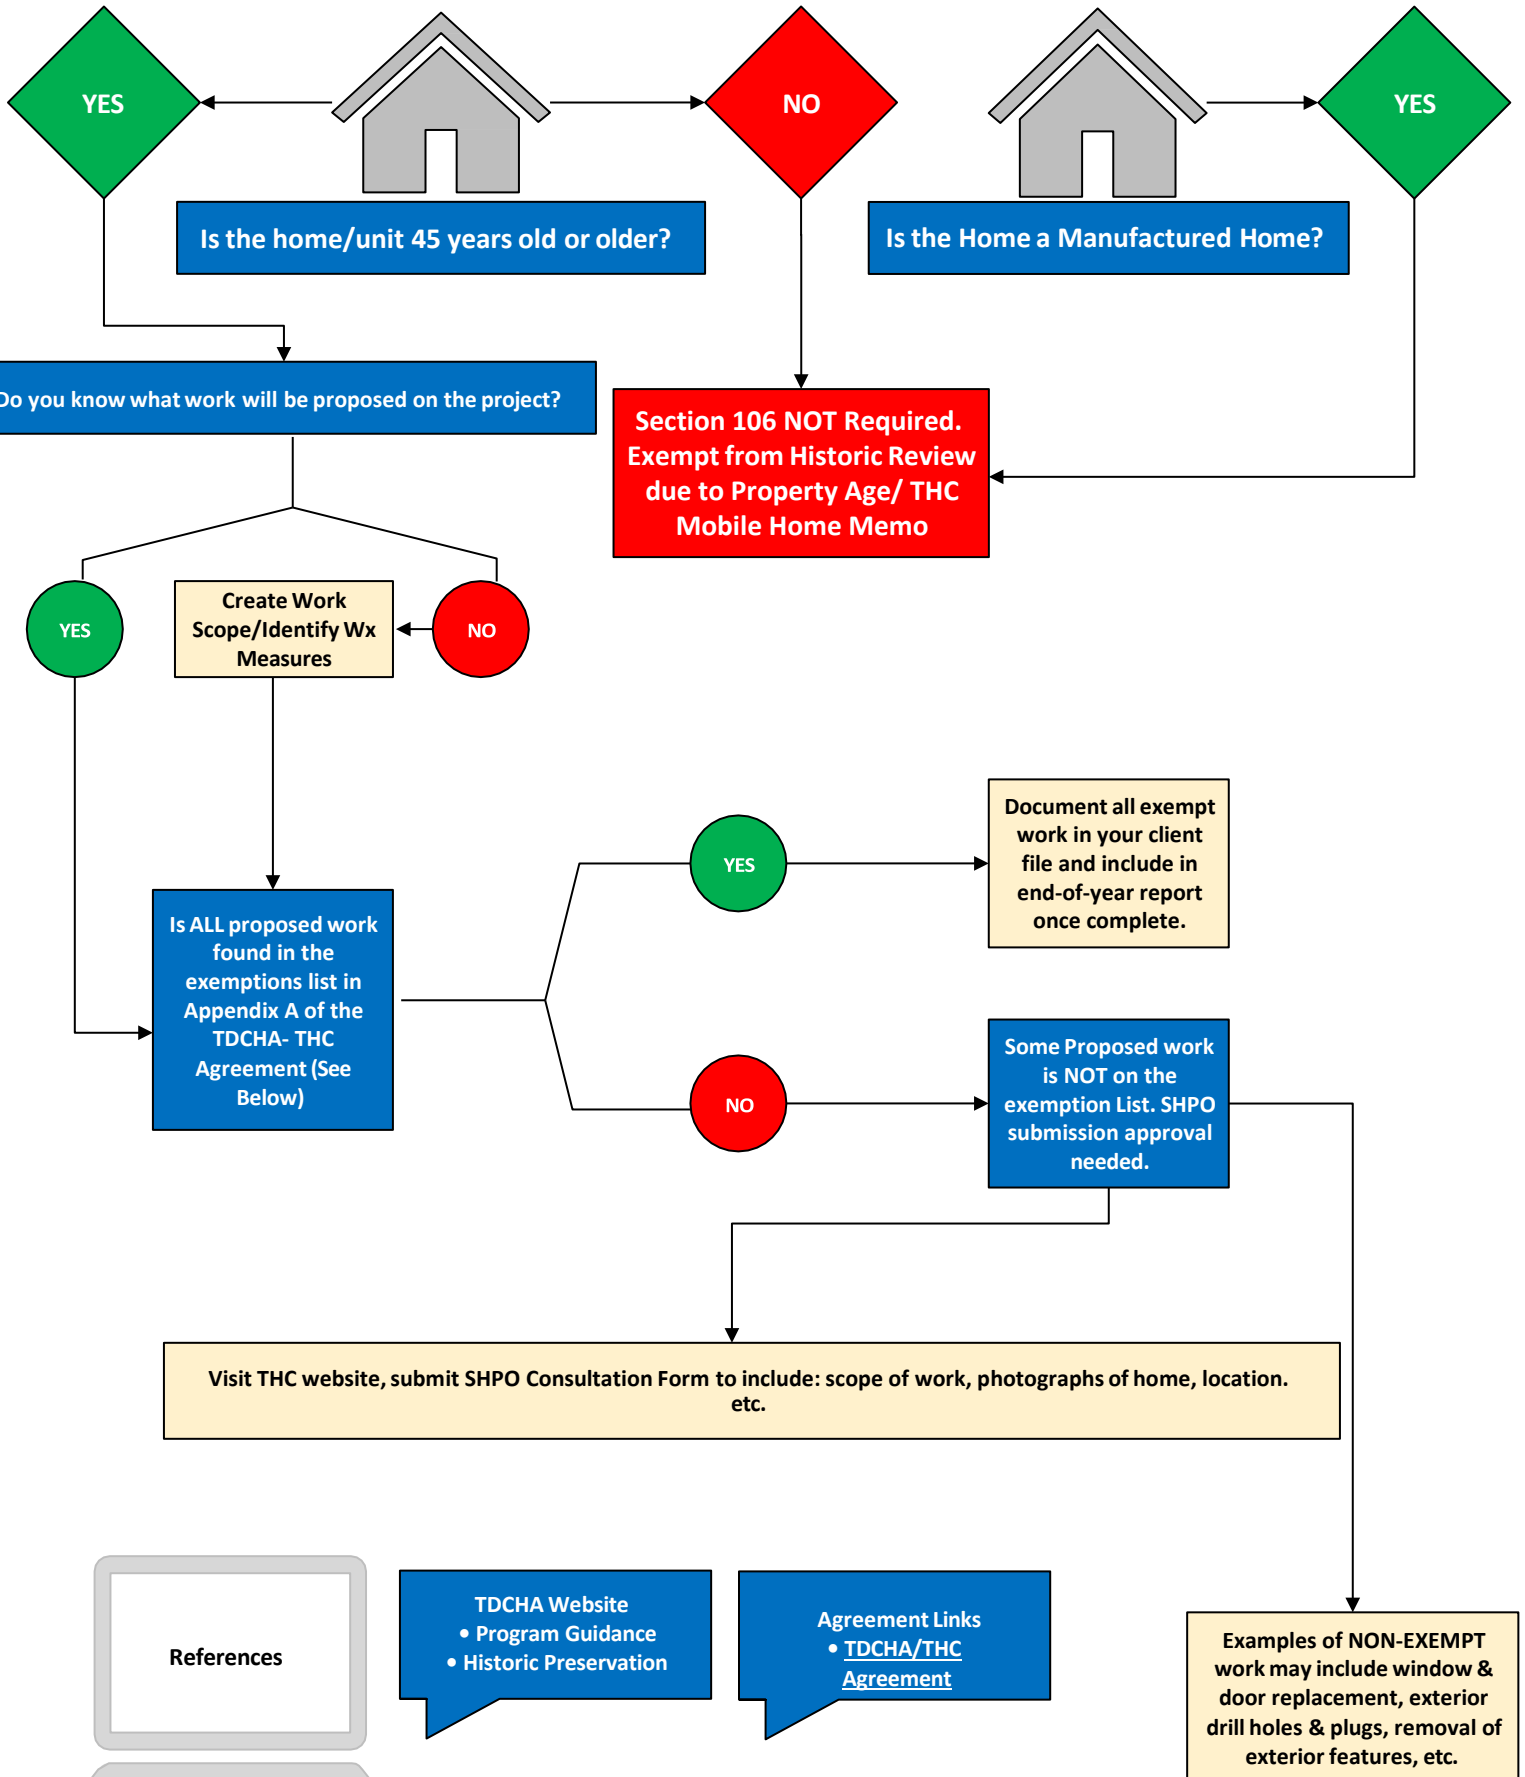 YES
NO
YES
Is the home/unit 45 years old or older?
Is the Home a Manufactured Home?
Do you know what work will be proposed on the project?
Section 106 NOT Required.
Exempt from Historic Review
due to Property Age/ THC
Mobile Home Memo
YES
Create Work
Scope/Identify Wx
Measures
NO
Is ALL proposed work
found in the
exemptions list in
Appendix A of the
TDCHA- THC
Agreement (See
Below)
YES
Document all exempt
work in your client
file and include in
end-of-year report
once complete.
NO
Some Proposed work
is NOT on the
exemption List. SHPO
submission approval
needed.
Visit THC website, submit SHPO Consultation Form to include: scope of work, photographs of home, location.
etc.
References
TDCHA Website
• Program Guidance
• Historic Preservation
Agreement Links
• TDCHA/THC
Agreement
Examples of NON-EXEMPT
work may include window &
door replacement, exterior
drill holes & plugs, removal of
exterior features, etc.